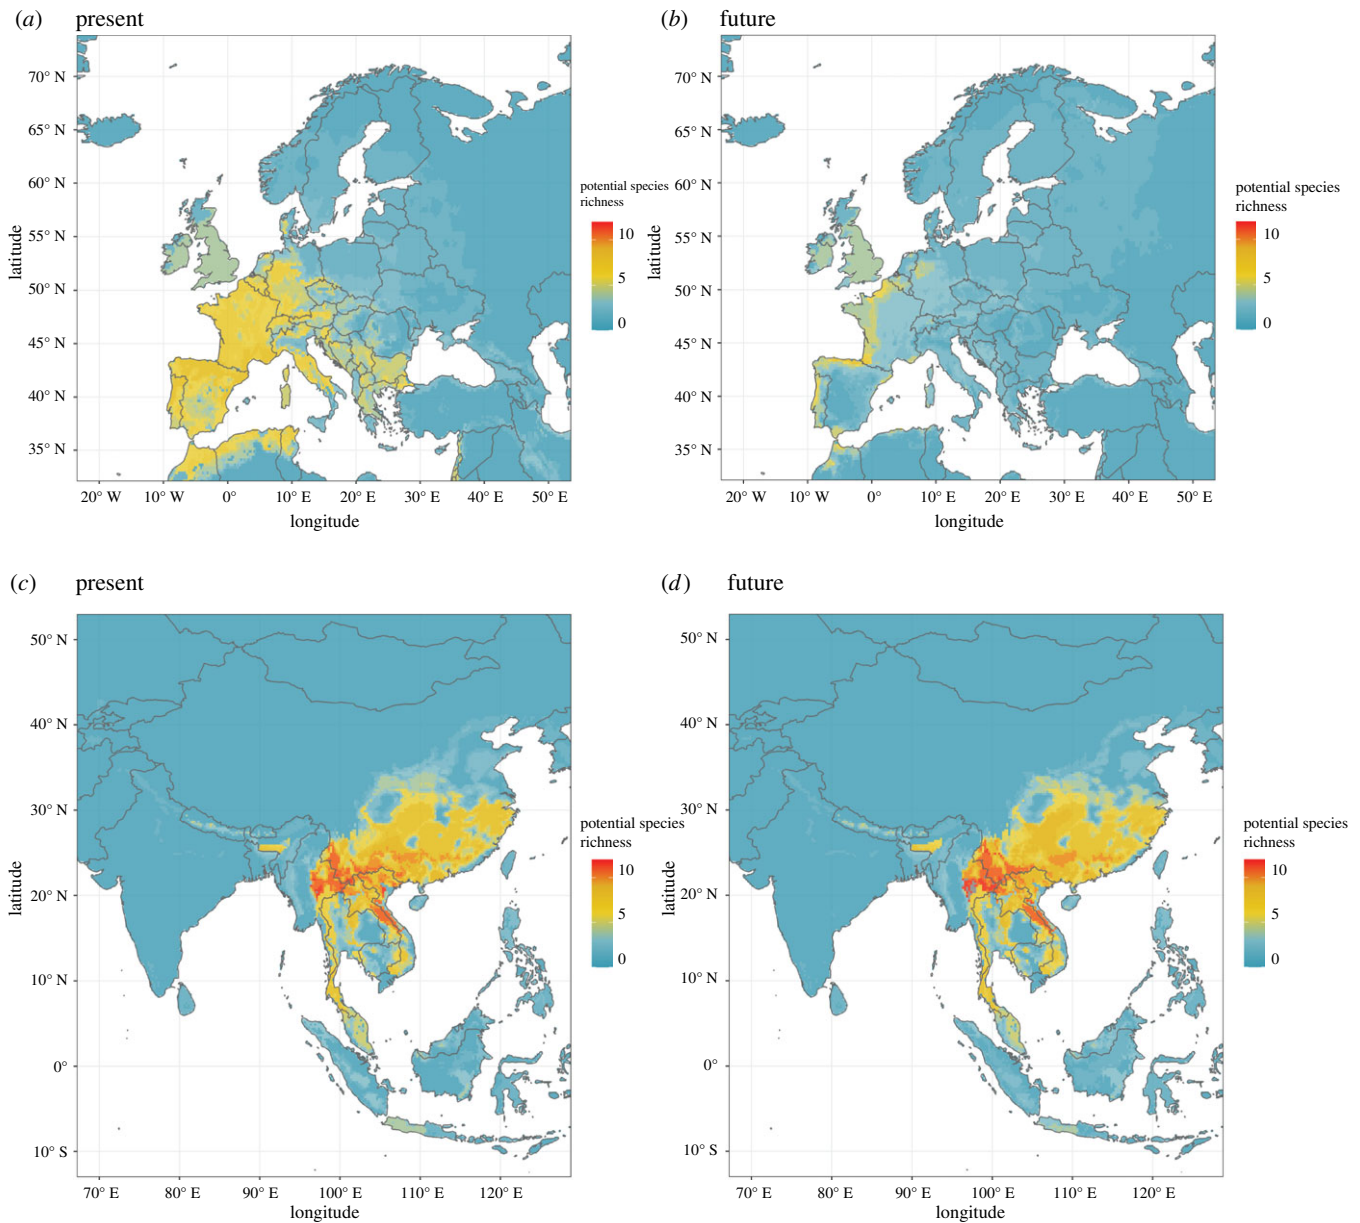 (a) present
70° N
65° N
60° N
55° N
50° N
45° N
40° N
35° N
latitude
20° W 10° W 0° 10° E 20° E 30° E 40° E 50° E
longitude
potential species
richness
10
5
0
(b) future
70° N
65° N
60° N
55° N
50° N
45° N
40° N
35° N
latitude
20° W 10° W 0° 10° E 20° E 30° E 40° E 50° E
longitude
potential species
richness
10
5
0
(c) present
50° N
40° N
30° N
20° N
10° N
0°
10° S
latitude
70° E 80° E 90° E 100° E 110° E 120° E
longitude
potential species
richness
10
5
0
(d) future
50° N
40° N
30° N
20° N
10° N
0°
10° S
latitude
70° E 80° E 90° E 100° E 110° E 120° E
longitude
potential species
richness
10
5
0